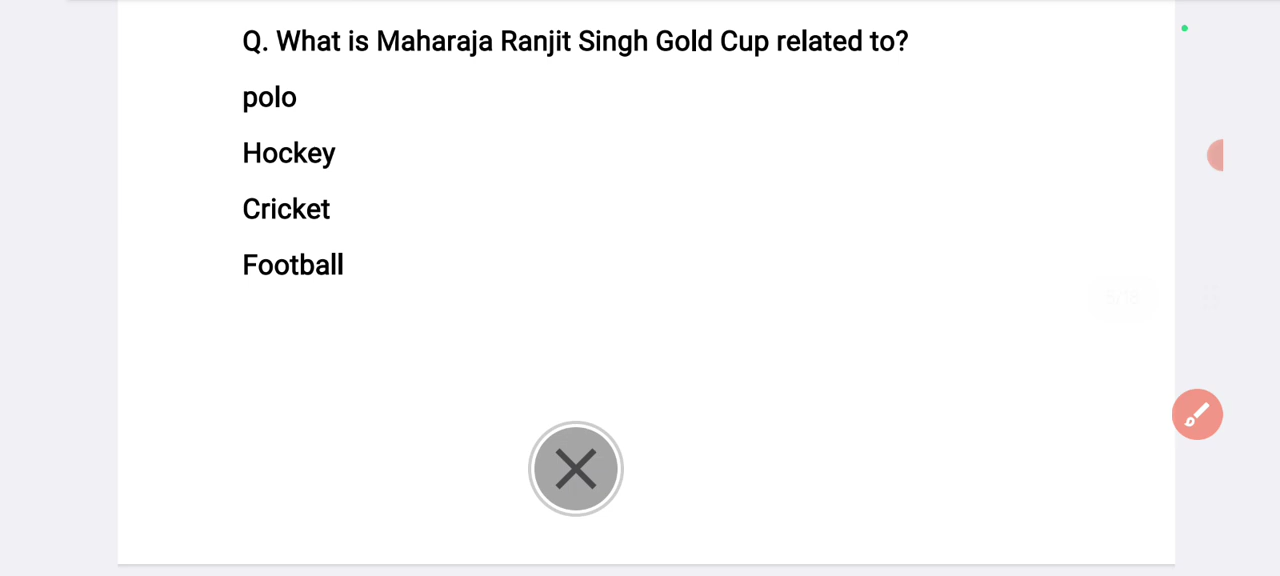 Q. What is Maharaja Ranjit Singh Gold Cup related to?
polo
Hockey
Cricket
Football